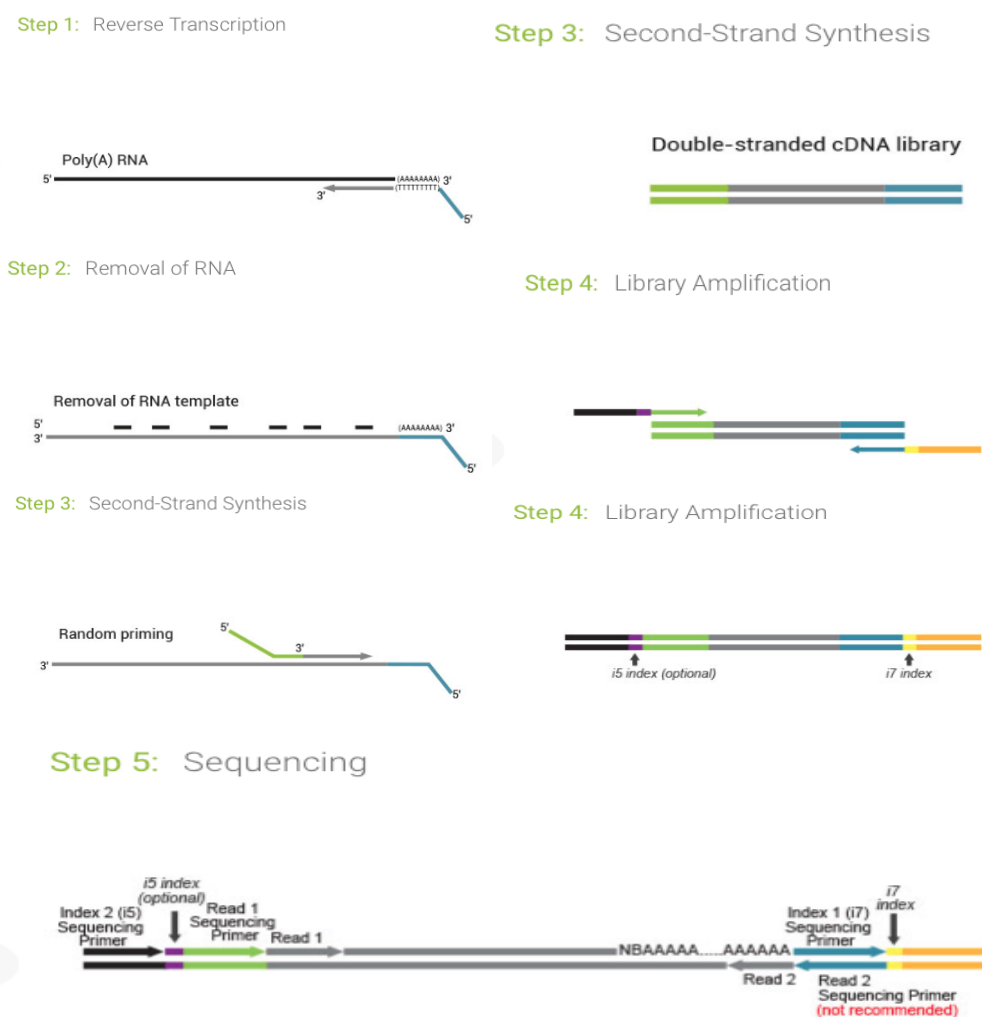 Step 1: Reverse Transcription
Poly(A) RNA
5'
(AAAAAAAA) 3'
3'
(TTTTTTTTT)
5'
Step 2: Removal of RNA
Removal of RNA template
5'
(AAAAAAAA) 3'
3'
5'
Step 3: Second-Strand Synthesis
Random priming
5'
3'
3'
5'
Step 3: Second-Strand Synthesis
Double-stranded cDNA library
Step 4: Library Amplification
Step 4: Library Amplification
i5 index (optional)
i7 index
Step 5: Sequencing
i5 index
(optional)
Index 2 (i5)
Sequencing
Primer
Read 1
Sequencing
Primer
Read 1
NBAAAAA.....AAAAAA
Index 1 (i7)
Sequencing
Primer
i7
index
Read 2
Read 2
Sequencing Primer
(not recommended)